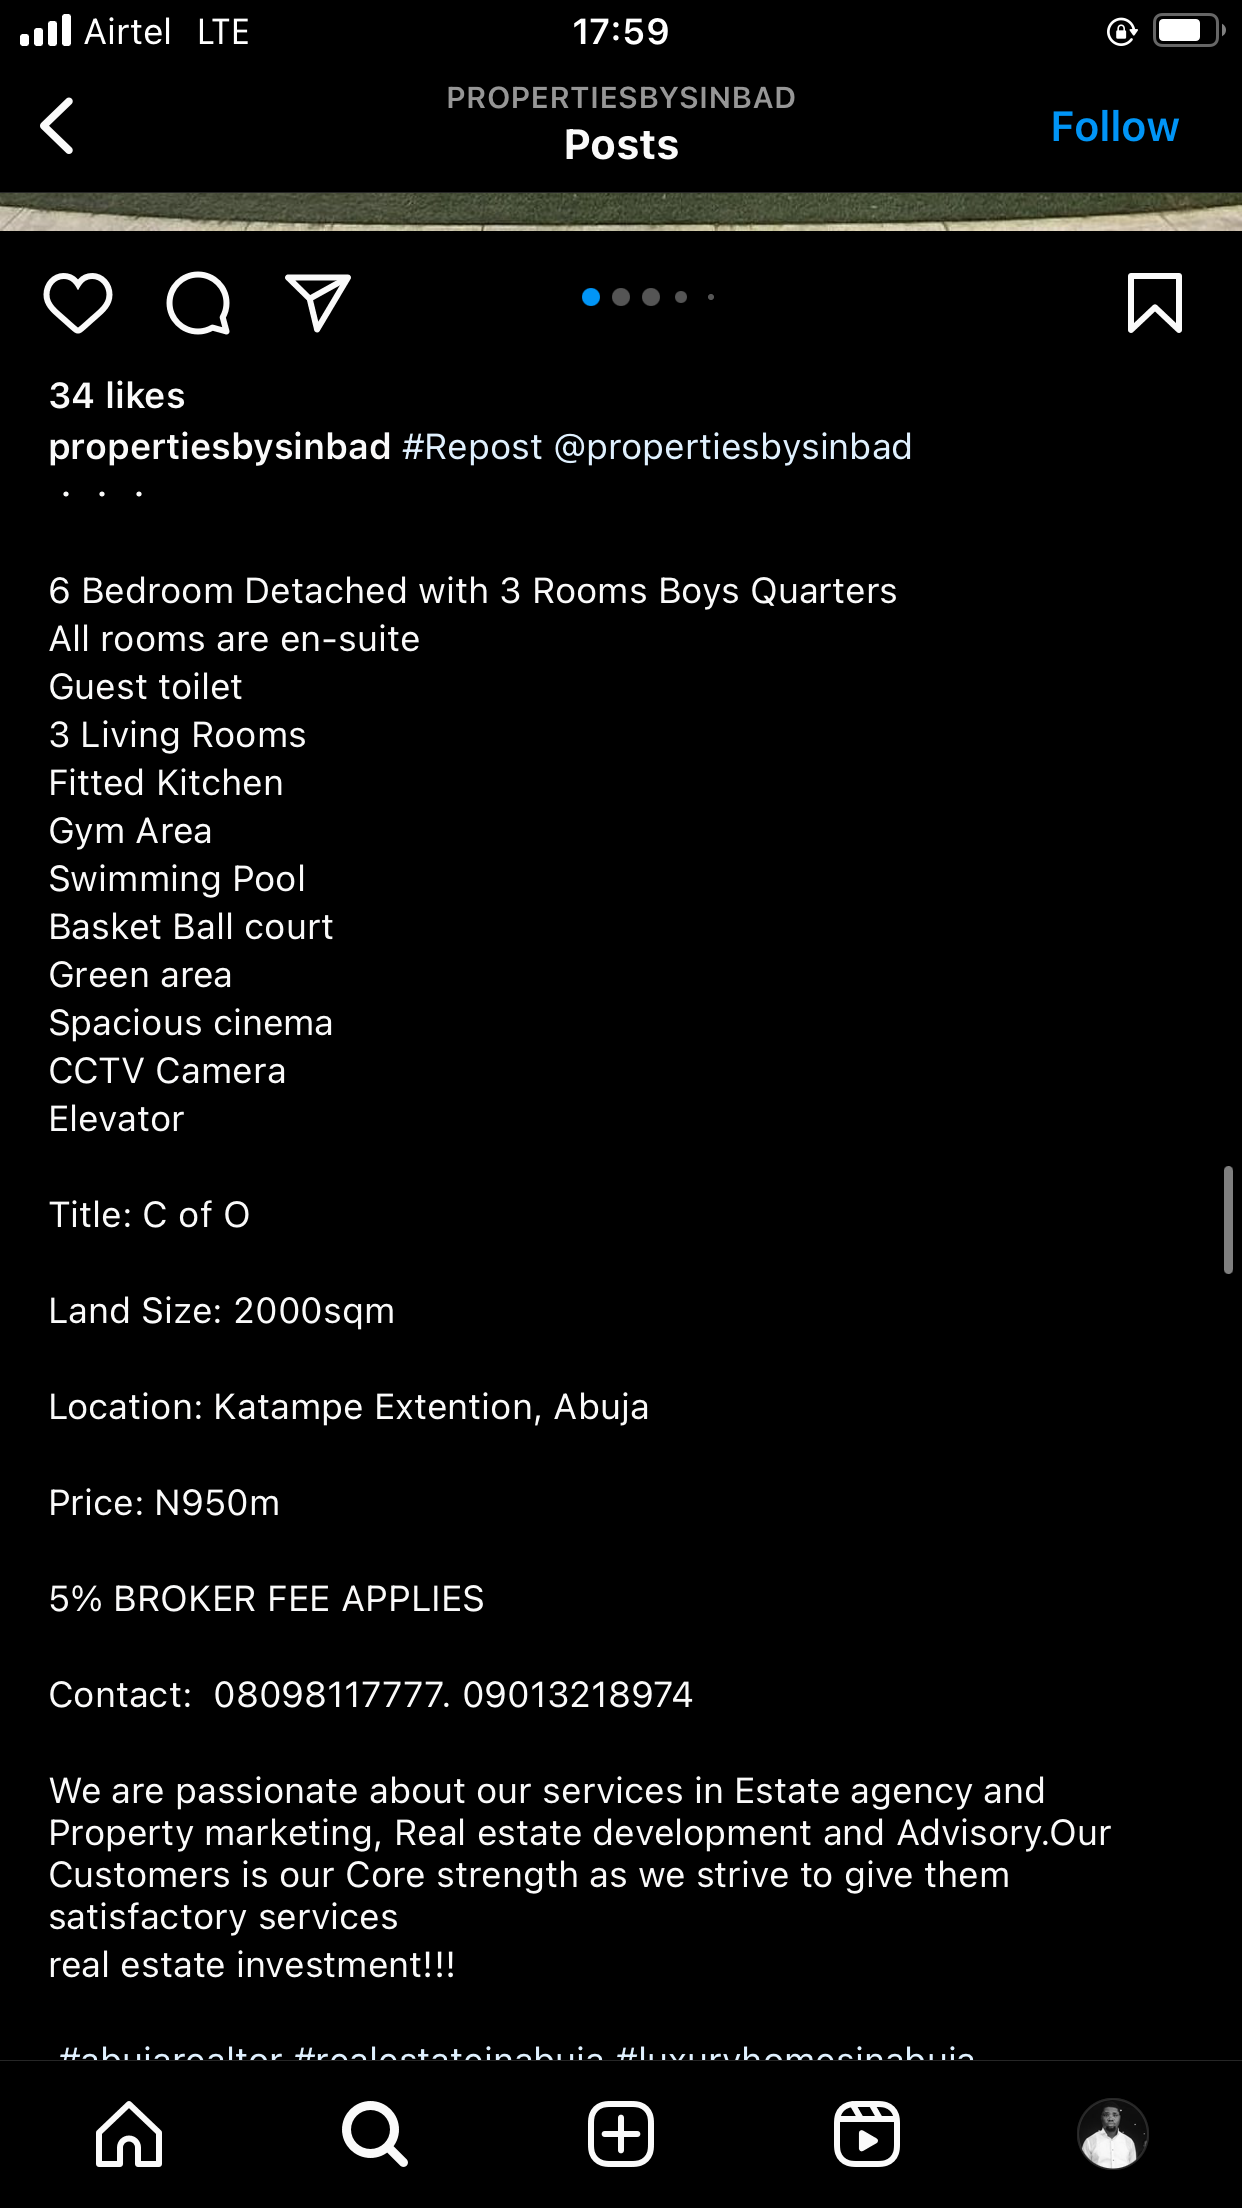 Airtel LTE 17:59
PROPERTIESBYSINBAD
Posts
Follow
34 likes
propertiesbysinbad #Repost @propertiesbysinbad
・・・
6 Bedroom Detached with 3 Rooms Boys Quarters
All rooms are en-suite
Guest toilet
3 Living Rooms
Fitted Kitchen
Gym Area
Swimming Pool
Basket Ball court
Green area
Spacious cinema
CCTV Camera
Elevator
Title: C of O
Land Size: 2000sqm
Location: Katampe Extention, Abuja
Price: N950m
5% BROKER FEE APPLIES
Contact:  08098117777. 09013218974
We are passionate about our services in Estate agency and
Property marketing, Real estate development and Advisory.Our
Customers is our Core strength as we strive to give them
satisfactory services
real estate investment!!!
#abujarealtor #realestateinabuja #luxuryhomesinabuja